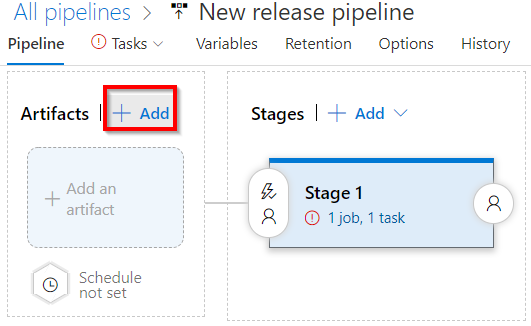 All pipelines > New release pipeline
Pipeline Tasks Variables Retention Options History
Artifacts | + Add
Stages | + Add
+ Add an
artifact
Schedule
not set
Stage 1
1 job, 1 task